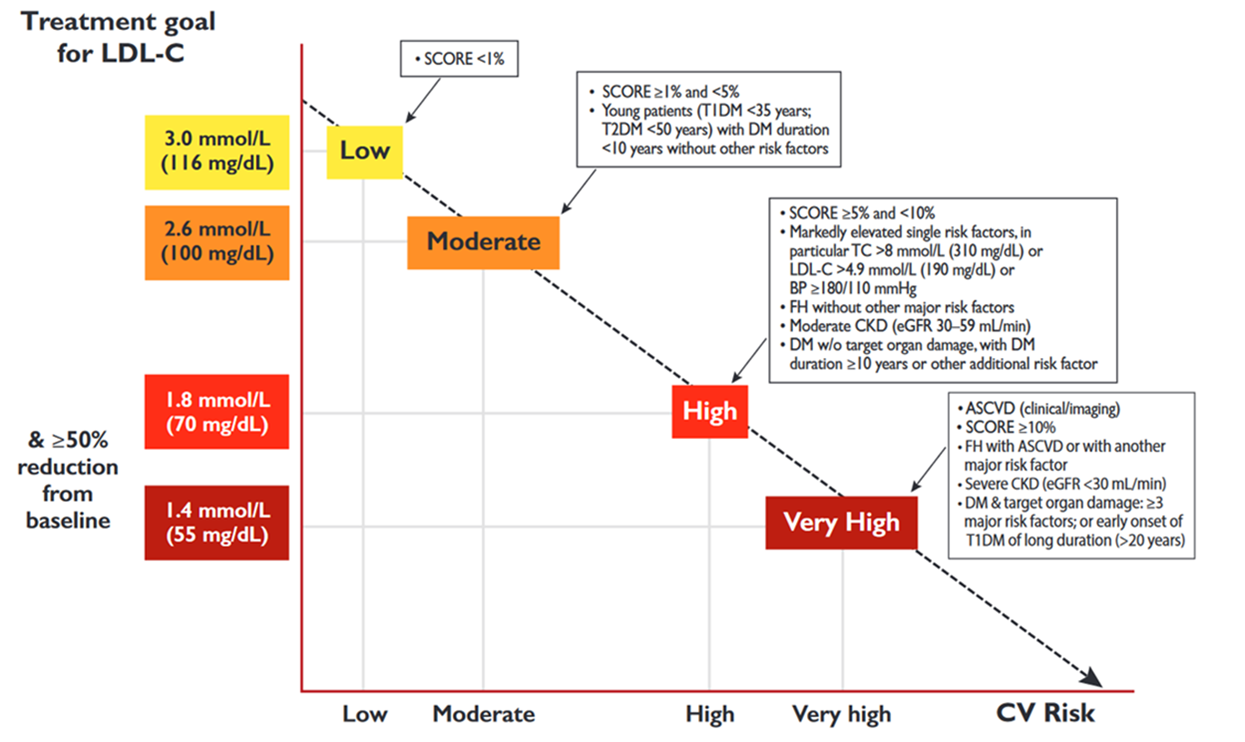 Treatment goal
for LDL-C
3.0 mmol/L
(116 mg/dL)
2.6 mmol/L
(100 mg/dL)
1.8 mmol/L
(70 mg/dL)
1.4 mmol/L
(55 mg/dL)
& ≥50%
reduction
from
baseline
Low
• SCORE <1%
Moderate
• SCORE ≥1% and <5%
• Young patients (T1DM <35 years;
T2DM <50 years) with DM duration
<10 years without other risk factors
High
• SCORE ≥5% and <10%
• Markedly elevated single risk factors, in
particular TC >8 mmol/L (310 mg/dL) or
LDL-C >4.9 mmol/L (190 mg/dL) or
BP ≥180/110 mmHg
• FH without other major risk factors
• Moderate CKD (eGFR 30–59 mL/min)
• DM w/o target organ damage, with DM
duration ≥10 years or other additional risk factor
Very High
• ASCVD (clinical/imaging)
• SCORE ≥10%
• FH with ASCVD or with another
major risk factor
• Severe CKD (eGFR <30 mL/min)
• DM & target organ damage: ≥3
major risk factors; or early onset of
T1DM of long duration (>20 years)
Low
Moderate
High
Very high
CV Risk